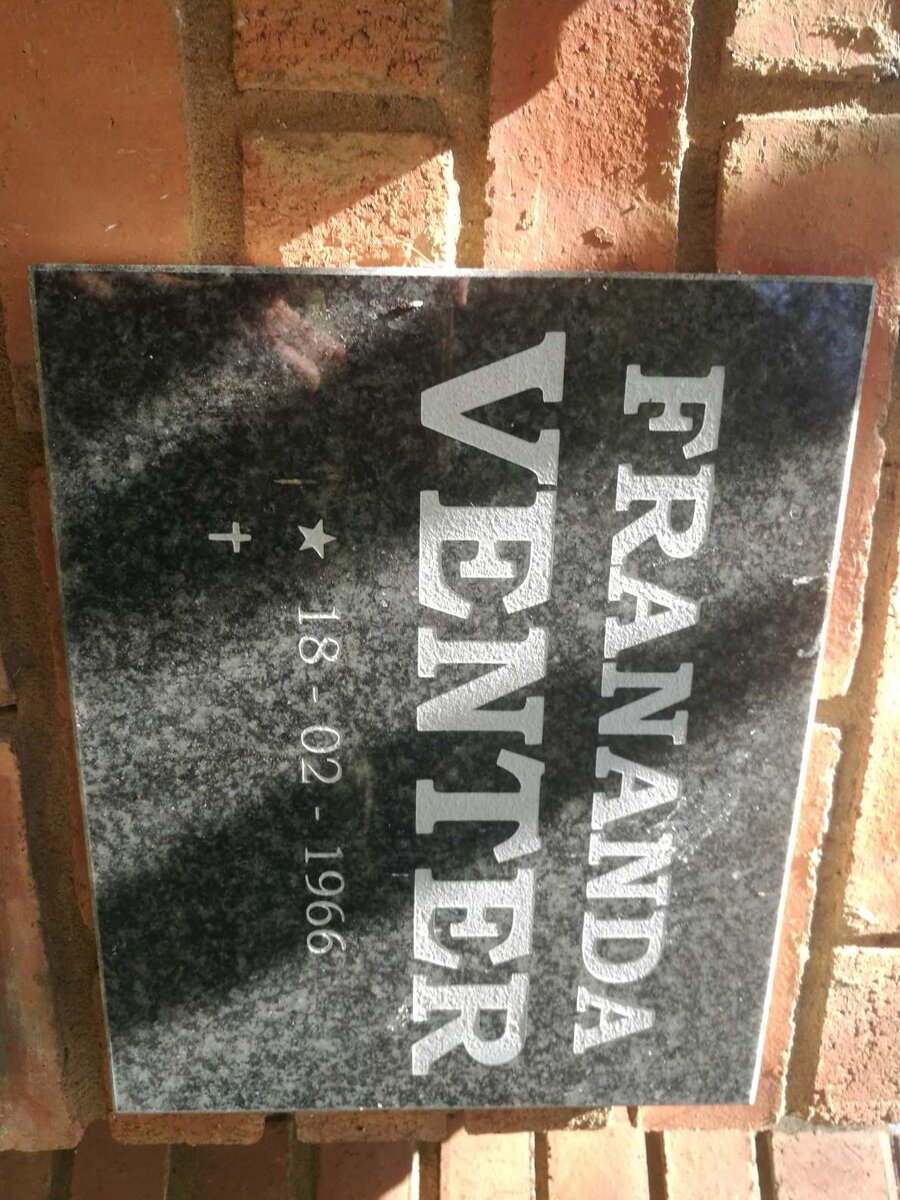 FRANANDA
VENTER
★ 18 - 02 - 1966
✝